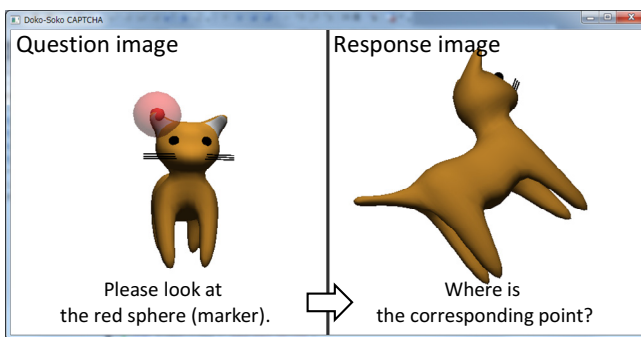 Doko-Soko CAPTCHA
Question image
Response image
Please look at
the red sphere (marker).
Where is
the corresponding point?